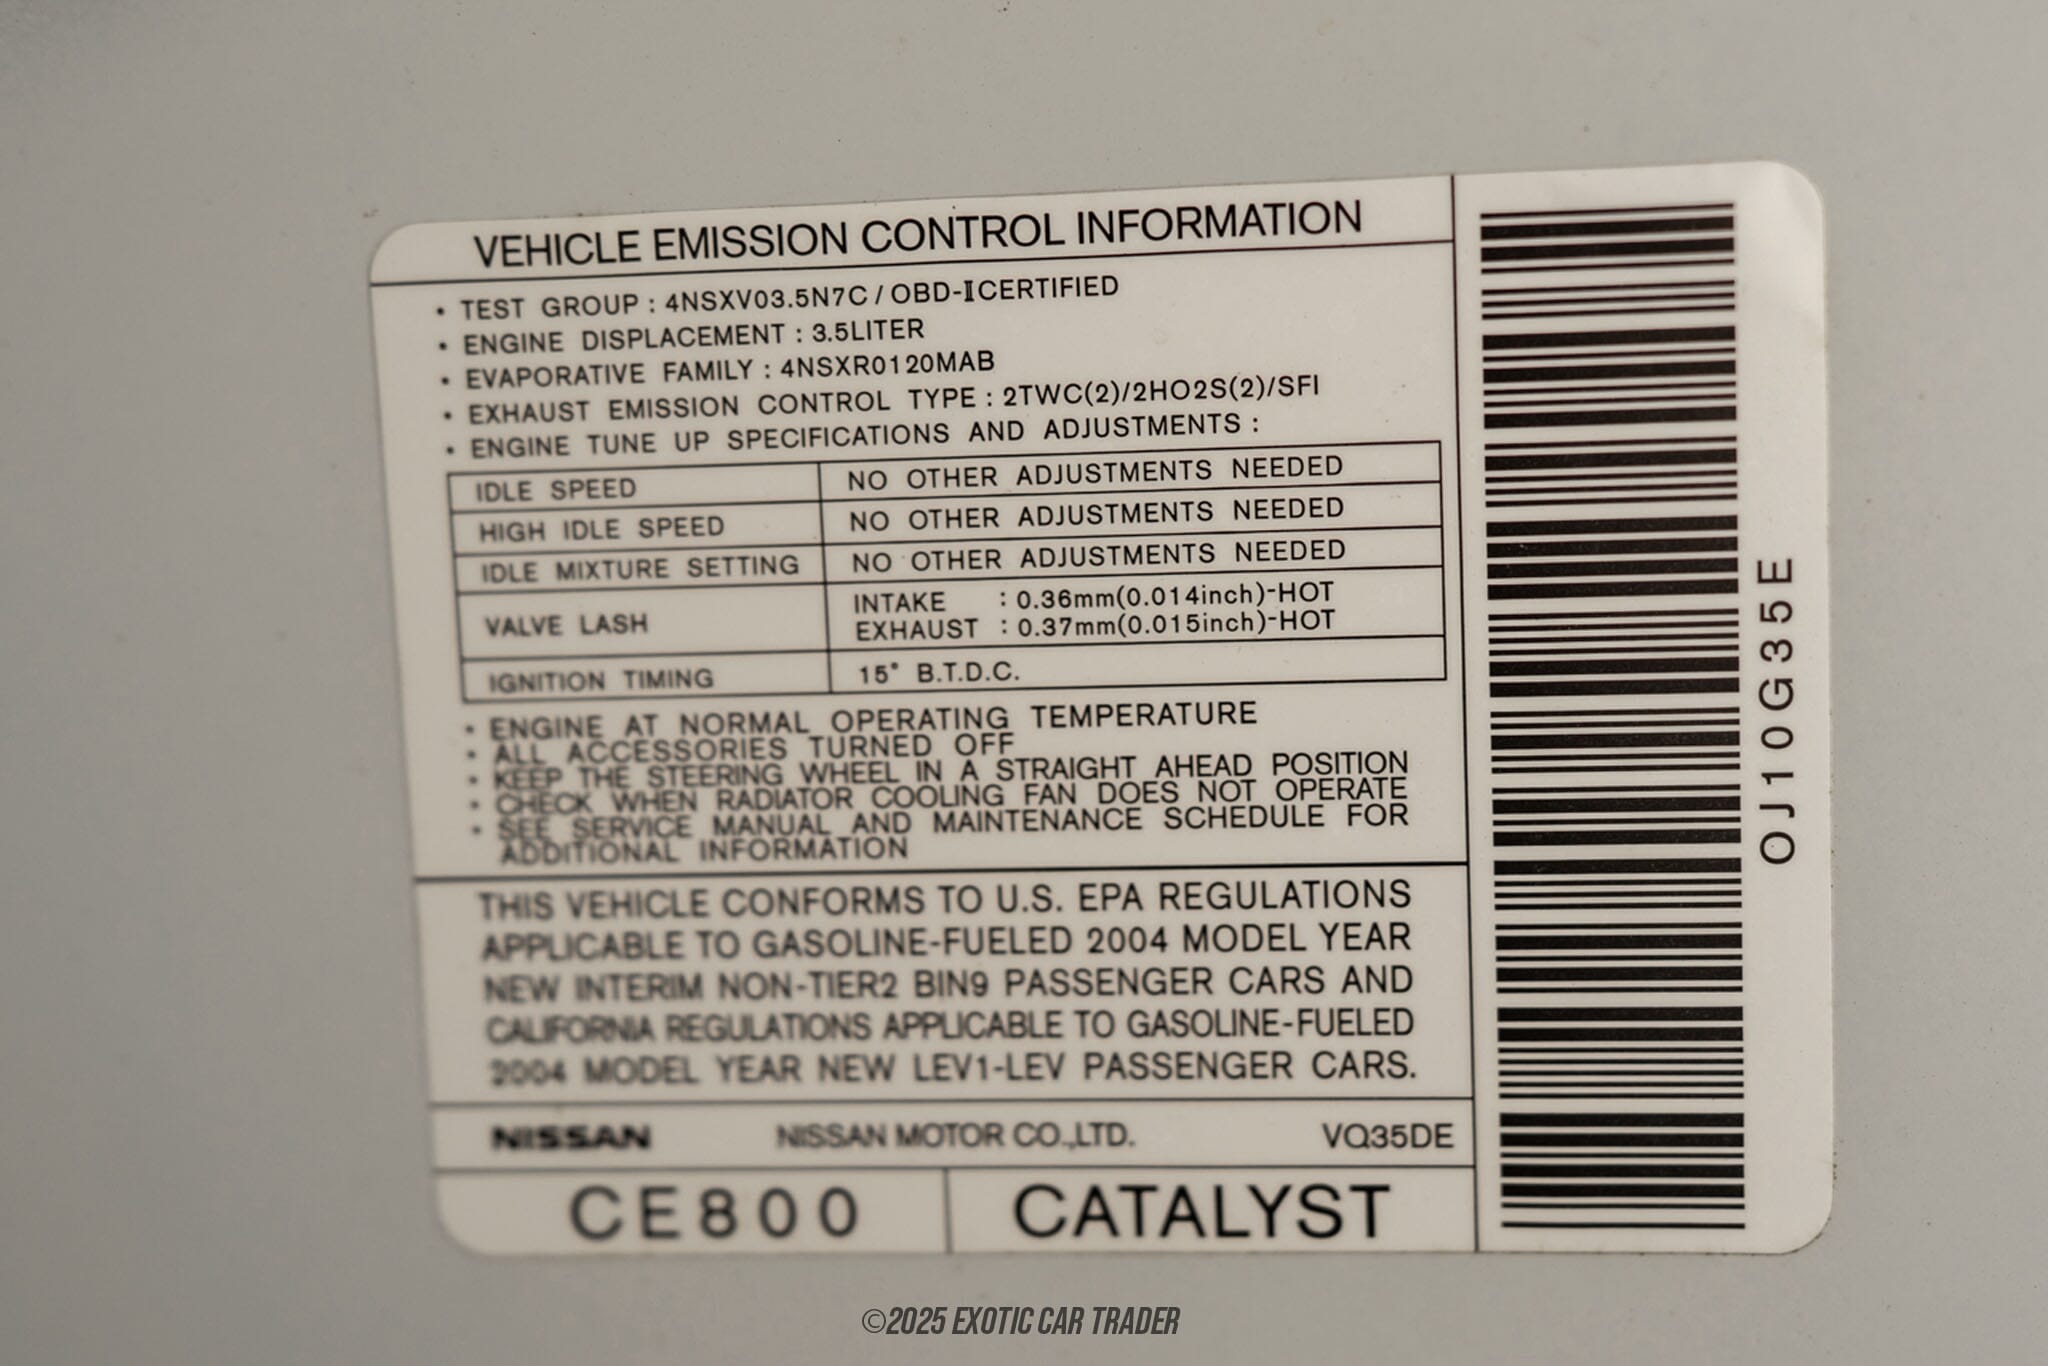 VEHICLE EMISSION CONTROL INFORMATION
• TEST GROUP : 4NSXV03.5N7C / OBD-ⅡCERTIFIED
• ENGINE DISPLACEMENT : 3.5LITER
• EVAPORATIVE FAMILY : 4NSXR0120MAB
• EXHAUST EMISSION CONTROL TYPE : 2TWC(2)/2HO2S(2)/SFI
• ENGINE TUNE UP SPECIFICATIONS AND ADJUSTMENTS :
IDLE SPEED NO OTHER ADJUSTMENTS NEEDED
HIGH IDLE SPEED NO OTHER ADJUSTMENTS NEEDED
IDLE MIXTURE SETTING NO OTHER ADJUSTMENTS NEEDED
VALVE LASH INTAKE : 0.36mm(0.014inch)-HOT
EXHAUST : 0.37mm(0.015inch)-HOT
IGNITION TIMING 15° B.T.D.C.
• ENGINE AT NORMAL OPERATING TEMPERATURE
• ALL ACCESSORIES TURNED OFF
• KEEP THE STEERING WHEEL IN A STRAIGHT AHEAD POSITION
• CHECK WHEN RADIATOR COOLING FAN DOES NOT OPERATE
• SEE SERVICE MANUAL AND MAINTENANCE SCHEDULE FOR
ADDITIONAL INFORMATION
THIS VEHICLE CONFORMS TO U.S. EPA REGULATIONS
APPLICABLE TO GASOLINE-FUELED 2004 MODEL YEAR
NEW INTERIM NON-TIER2 BIN9 PASSENGER CARS AND
CALIFORNIA REGULATIONS APPLICABLE TO GASOLINE-FUELED
2004 MODEL YEAR NEW LEV1-LEV PASSENGER CARS.
NISSAN NISSAN MOTOR CO.,LTD. VQ35DE
CE800 CATALYST
OJ10G35E
©2025 EXOTIC CAR TRADER